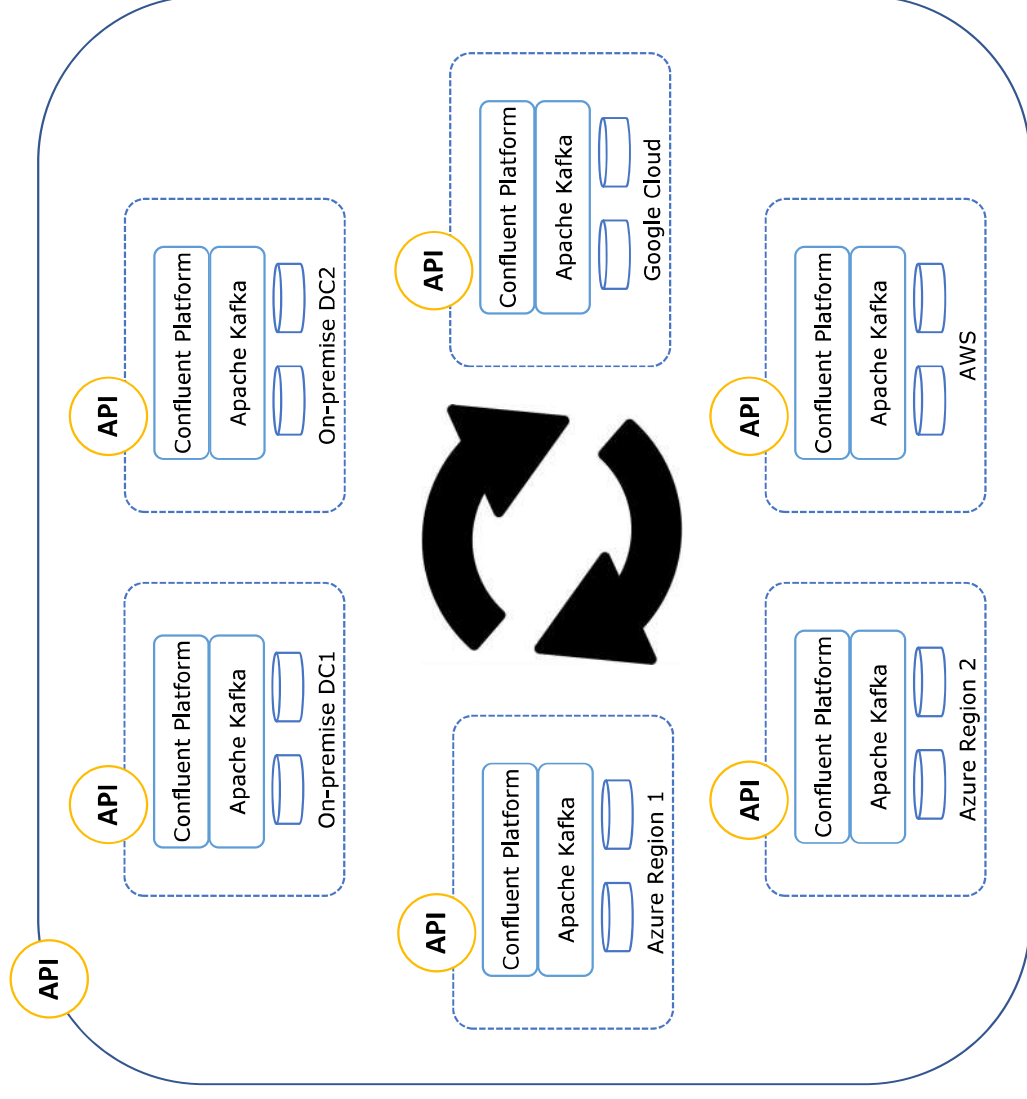 API
API
Confluent Platform
Apache Kafka
On-premise DC1
API
Confluent Platform
Apache Kafka
On-premise DC2
API
Confluent Platform
Apache Kafka
Azure Region 1
API
Confluent Platform
Apache Kafka
Google Cloud
API
Confluent Platform
Apache Kafka
Azure Region 2
API
Confluent Platform
Apache Kafka
AWS